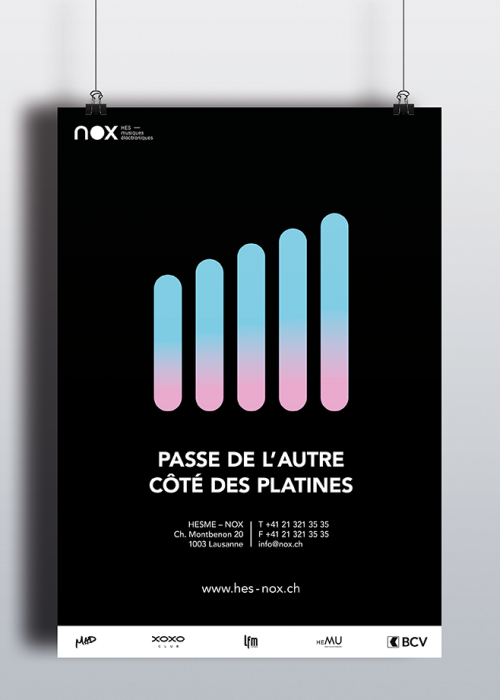 nox HES —
musiques
électroniques
PASSE DE L'AUTRE
CÔTÉ DES PLATINES
HESME – NOX
Ch. Montbenon 20
1003 Lausanne
T +41 21 321 35 35
F +41 21 321 35 35
info@nox.ch
www.hes-nox.ch
MAD
XOXO
CLUB
Lfm
HEMU
BCV